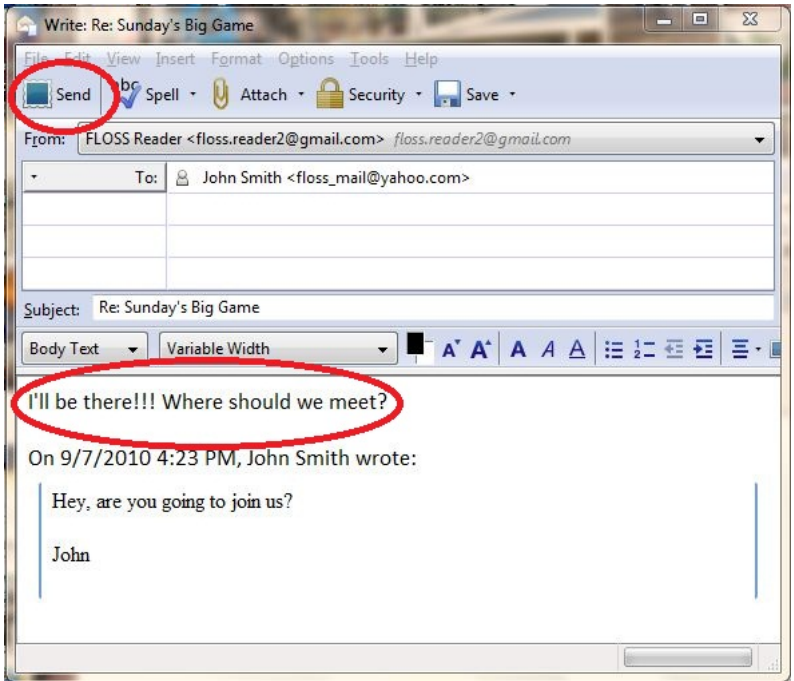 Write: Re: Sunday's Big Game
File Edit View Insert Format Options Tools Help
Send abc Spell Attach Security Save
From: FLOSS Reader <floss.reader2@gmail.com> floss.reader2@gmail.com
To: John Smith <floss_mail@yahoo.com>
Subject: Re: Sunday's Big Game
Body Text Variable Width A A A A A
I'll be there!!! Where should we meet?
On 9/7/2010 4:23 PM, John Smith wrote:
Hey, are you going to join us?
John